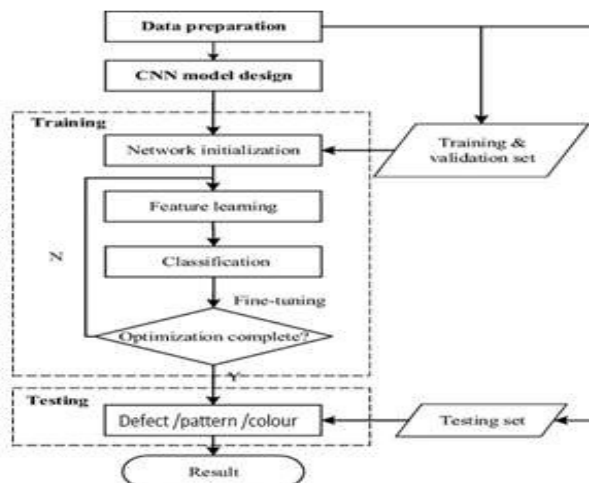 Data preparation
CNN model design
Training
Network initialization
Training &
validation set
Feature learning
N
Classification
Fine-tuning
Optimization complete?
Y
Testing
Defect /pattern /colour
Testing set
Result